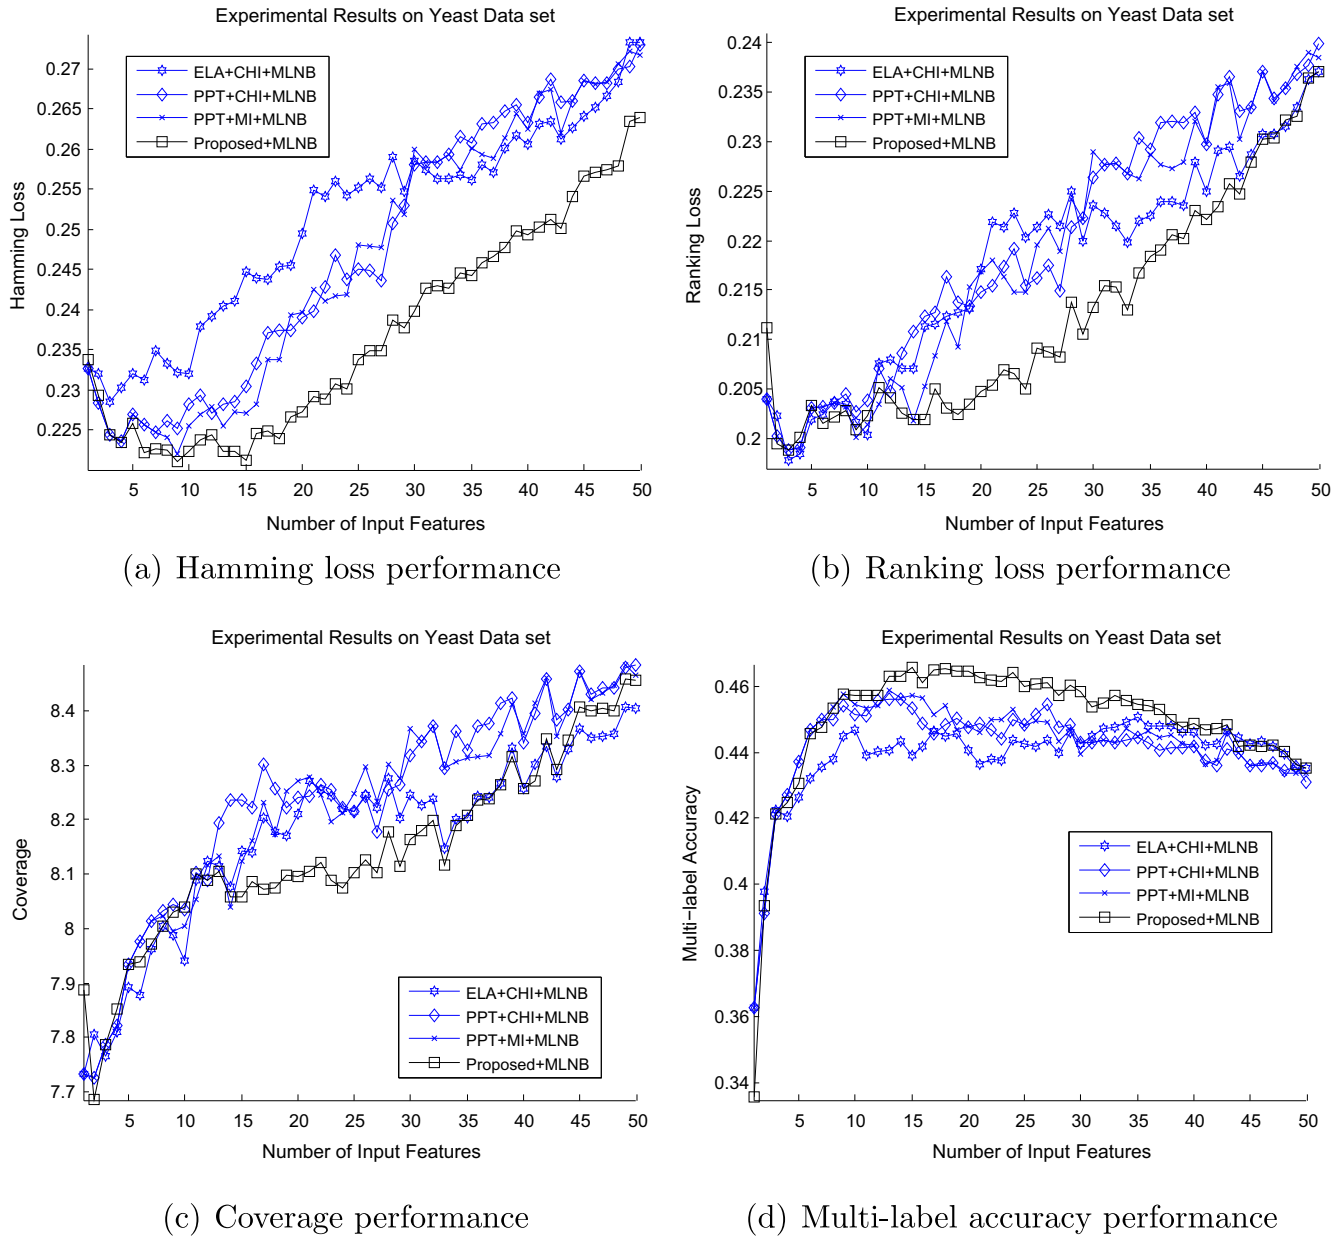 Experimental Results on Yeast Data set
Hamming Loss
0.27
0.265
0.26
0.255
0.25
0.245
0.24
0.235
0.23
0.225
ELA+CHI+MLNB
PPT+CHI+MLNB
PPT+MI+MLNB
Proposed+MLNB
5 10 15 20 25 30 35 40 45 50
Number of Input Features
(a) Hamming loss performance
Experimental Results on Yeast Data set
Ranking Loss
0.24
0.235
0.23
0.225
0.22
0.215
0.21
0.205
0.2
ELA+CHI+MLNB
PPT+CHI+MLNB
PPT+MI+MLNB
Proposed+MLNB
5 10 15 20 25 30 35 40 45 50
Number of Input Features
(b) Ranking loss performance
Experimental Results on Yeast Data set
Coverage
8.4
8.3
8.2
8.1
8
7.9
7.8
7.7
ELA+CHI+MLNB
PPT+CHI+MLNB
PPT+MI+MLNB
Proposed+MLNB
5 10 15 20 25 30 35 40 45 50
Number of Input Features
(c) Coverage performance
Experimental Results on Yeast Data set
Multi−label Accuracy
0.46
0.44
0.42
0.4
0.38
0.36
0.34
ELA+CHI+MLNB
PPT+CHI+MLNB
PPT+MI+MLNB
Proposed+MLNB
5 10 15 20 25 30 35 40 45 50
Number of Input Features
(d) Multi-label accuracy performance